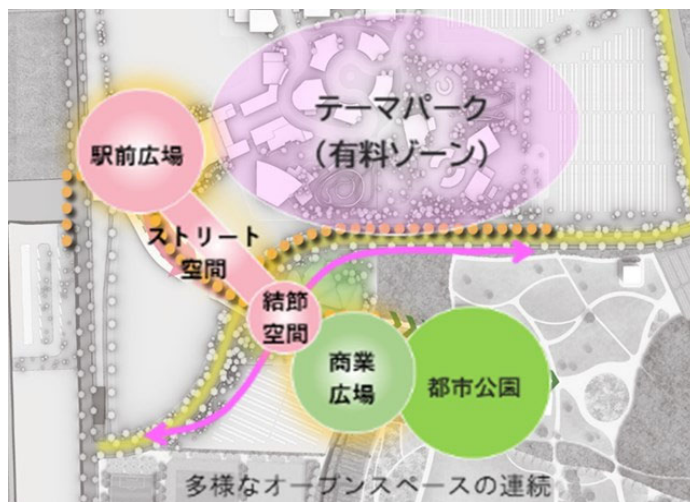 テーマパーク
（有料ゾーン）
駅前広場
ストリート
空間
結節
空間
商業
広場
都市公園
多様なオープンスペースの連続